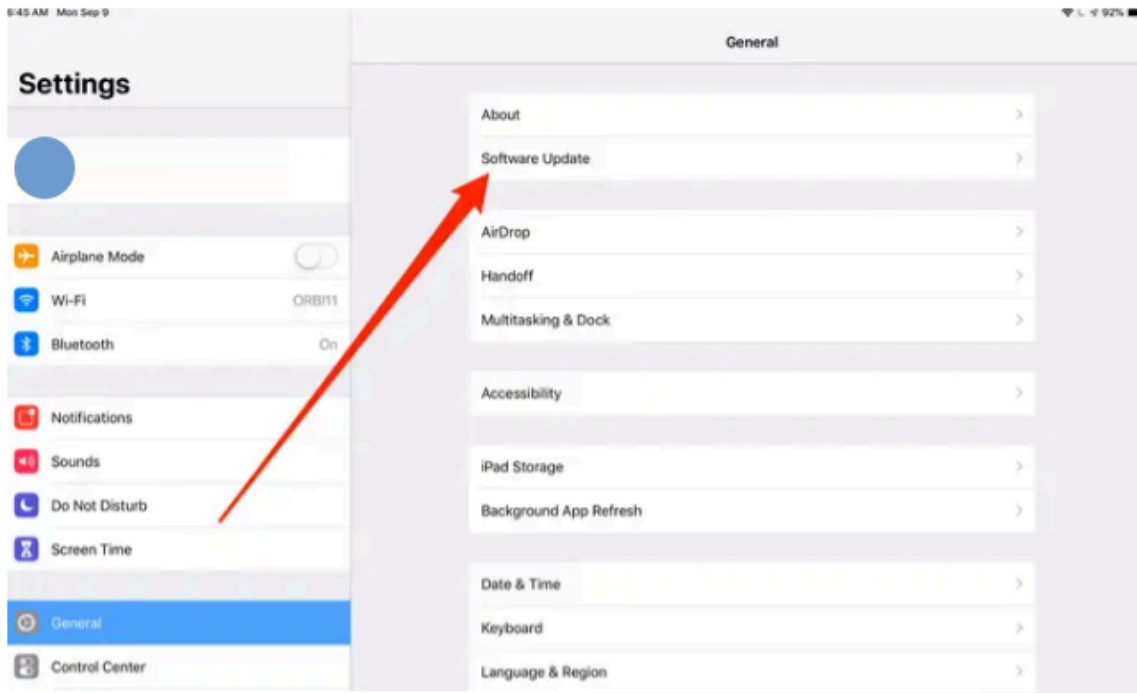 6:45 AM Mon Sep 9
92%
Settings
General
Airplane Mode
Wi-Fi ORBI11
Bluetooth On
Notifications
Sounds
Do Not Disturb
Screen Time
General
Control Center
About
Software Update
AirDrop
Handoff
Multitasking & Dock
Accessibility
iPad Storage
Background App Refresh
Date & Time
Keyboard
Language & Region